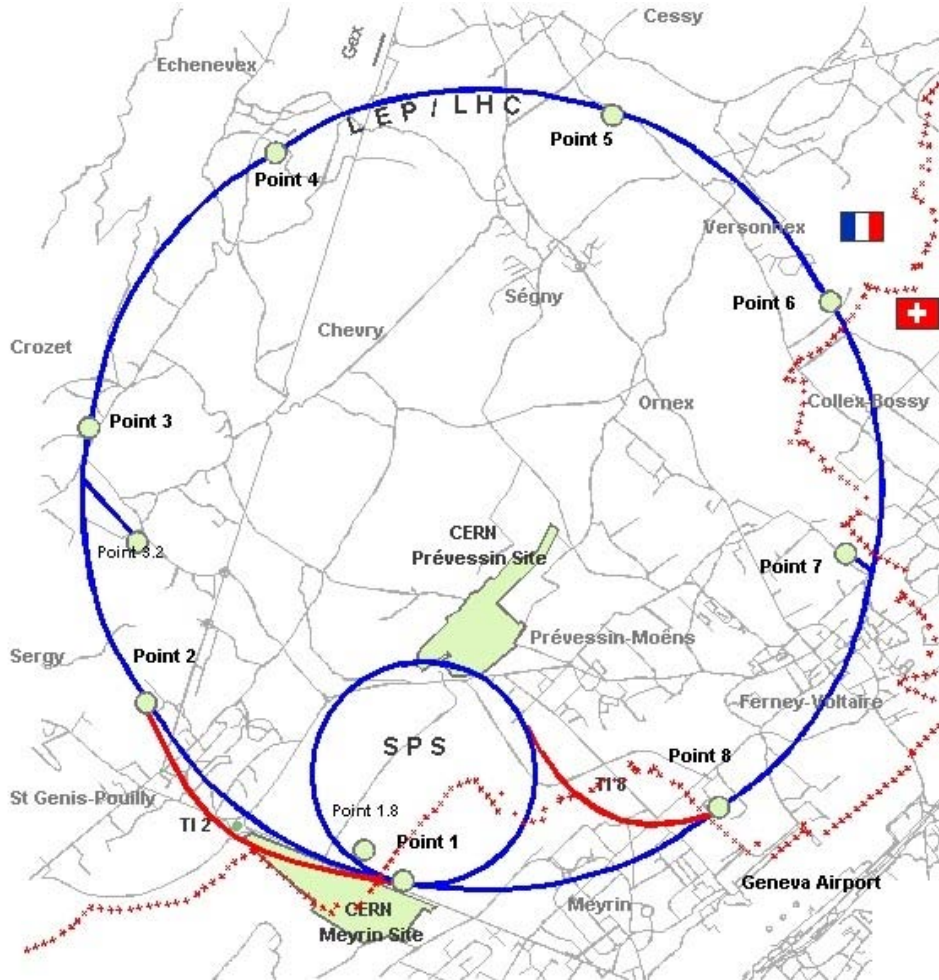 Cessy
Gex
Echenevex
LEP / LHC
Point 5
Point 4
Versonnex
Ségny
Point 6
Chevry
Crozet
Ornex
Collex-Bossy
Point 3
CERN
Prévessin Site
Point 3.2
Point 7
Prévessin-Moëns
Sergy
Point 2
Ferney-Voltaire
SPS
Point 8
TI 8
St Genis-Pouilly
TI 2
Point 1.8
Point 1
Geneva Airport
CERN
Meyrin Site
Meyrin